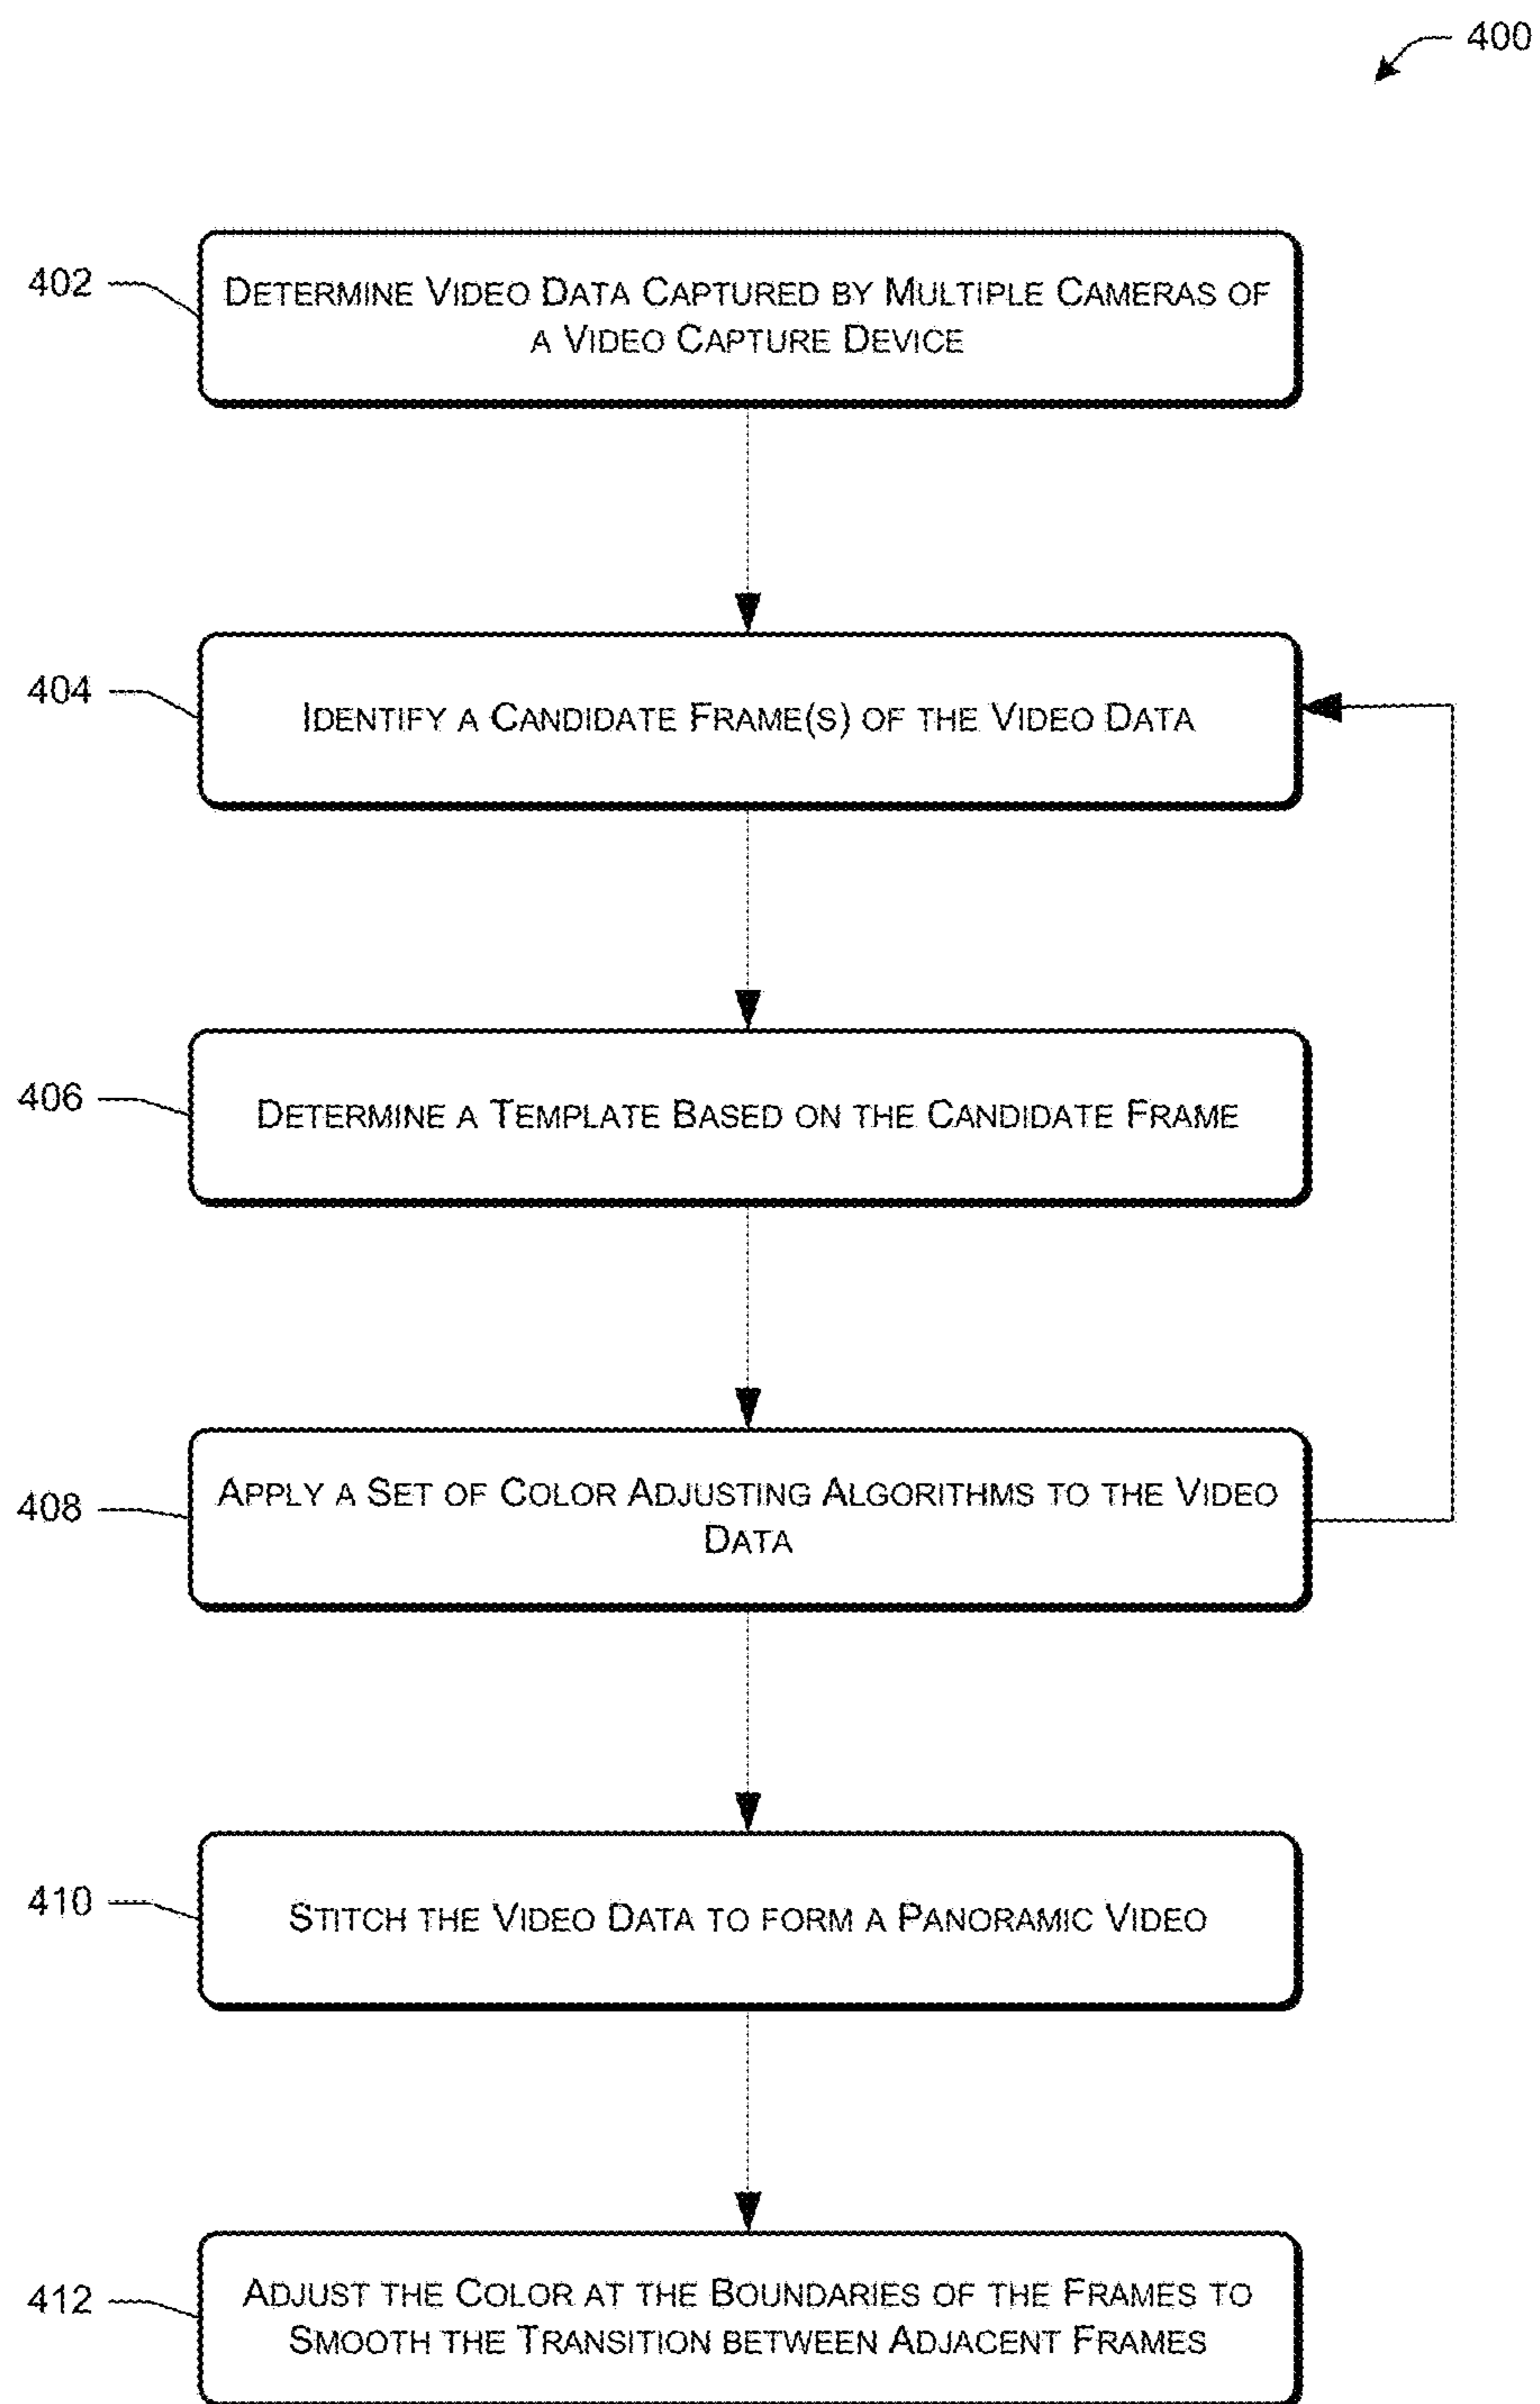 400
402
DETERMINE VIDEO DATA CAPTURED BY MULTIPLE CAMERAS OF
A VIDEO CAPTURE DEVICE
404
IDENTIFY A CANDIDATE FRAME(S) OF THE VIDEO DATA
406
DETERMINE A TEMPLATE BASED ON THE CANDIDATE FRAME
408
APPLY A SET OF COLOR ADJUSTING ALGORITHMS TO THE VIDEO
DATA
410
STITCH THE VIDEO DATA TO FORM A PANORAMIC VIDEO
412
ADJUST THE COLOR AT THE BOUNDARIES OF THE FRAMES TO
SMOOTH THE TRANSITION BETWEEN ADJACENT FRAMES